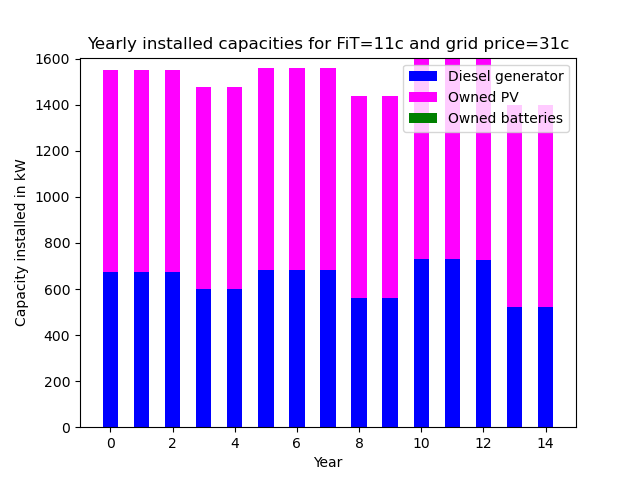 Yearly installed capacities for FiT=11c and grid price=31c
Diesel generator
Owned PV
Owned batteries
Capacity installed in kW
1600
1400
1200
1000
800
600
400
200
0
0 2 4 6 8 10 12 14
Year